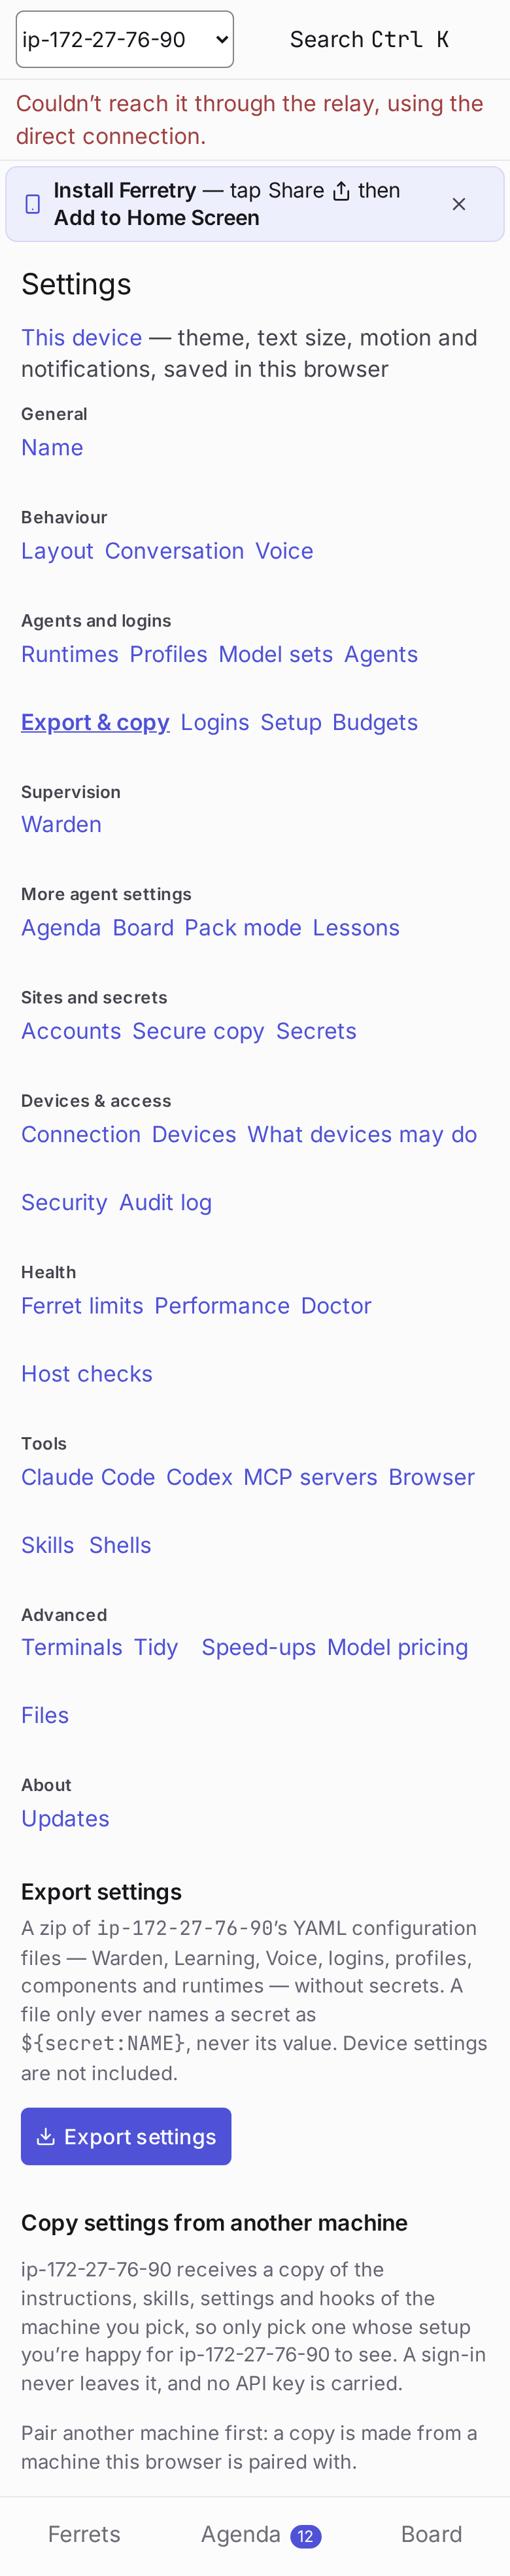 ip-172-27-76-90 Search Ctrl K
Couldn’t reach it through the relay, using the
direct connection.
Install Ferretry — tap Share then
Add to Home Screen
Settings
This device — theme, text size, motion and
notifications, saved in this browser
General
Name
Behaviour
Layout Conversation Voice
Agents and logins
Runtimes Profiles Model sets Agents
Export & copy Logins Setup Budgets
Supervision
Warden
More agent settings
Agenda Board Pack mode Lessons
Sites and secrets
Accounts Secure copy Secrets
Devices & access
Connection Devices What devices may do
Security Audit log
Health
Ferret limits Performance Doctor
Host checks
Tools
Claude Code Codex MCP servers Browser
Skills Shells
Advanced
Terminals Tidy Speed-ups Model pricing
Files
About
Updates
Export settings
A zip of ip-172-27-76-90’s YAML configuration
files — Warden, Learning, Voice, logins, profiles,
components and runtimes — without secrets. A
file only ever names a secret as
${secret:NAME}, never its value. Device settings
are not included.
Export settings
Copy settings from another machine
ip-172-27-76-90 receives a copy of the
instructions, skills, settings and hooks of the
machine you pick, so only pick one whose setup
you’re happy for ip-172-27-76-90 to see. A sign-in
never leaves it, and no API key is carried.
Pair another machine first: a copy is made from a
machine this browser is paired with.
Ferrets Agenda 12 Board